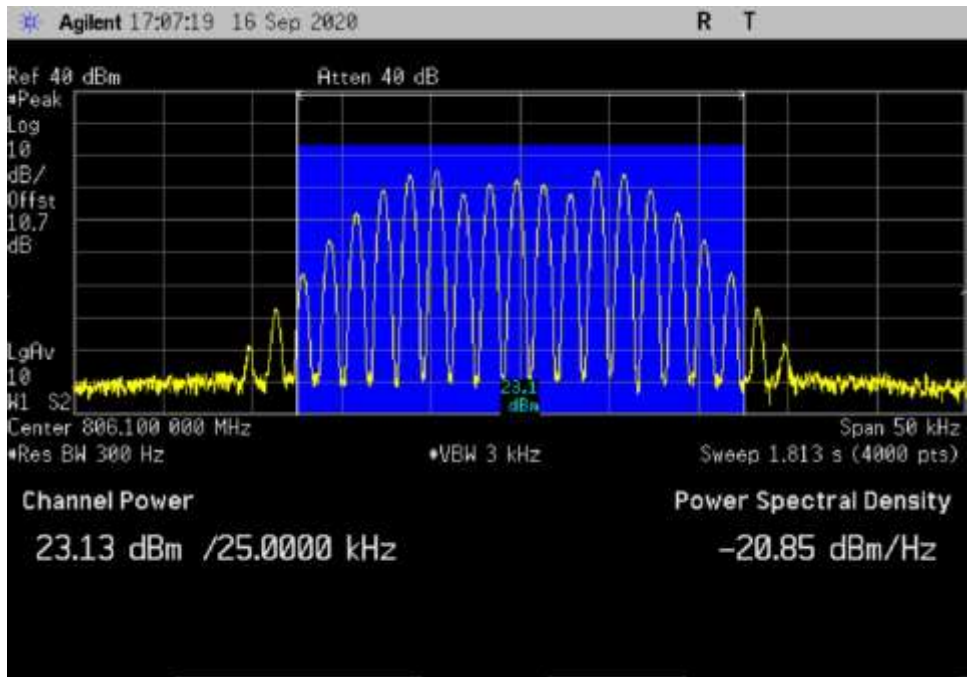 Agilent 17:07:19 16 Sep 2020 R T
Ref 40 dBm Atten 40 dB
#Peak
Log
10
dB/
Offst
10.7
dB
LgAv
10
W1 S2
23.1
dBm
Center 806.100 000 MHz Span 50 kHz
#Res BW 300 Hz #VBW 3 kHz Sweep 1.813 s (4000 pts)
Channel Power Power Spectral Density
23.13 dBm /25.0000 kHz -20.85 dBm/Hz